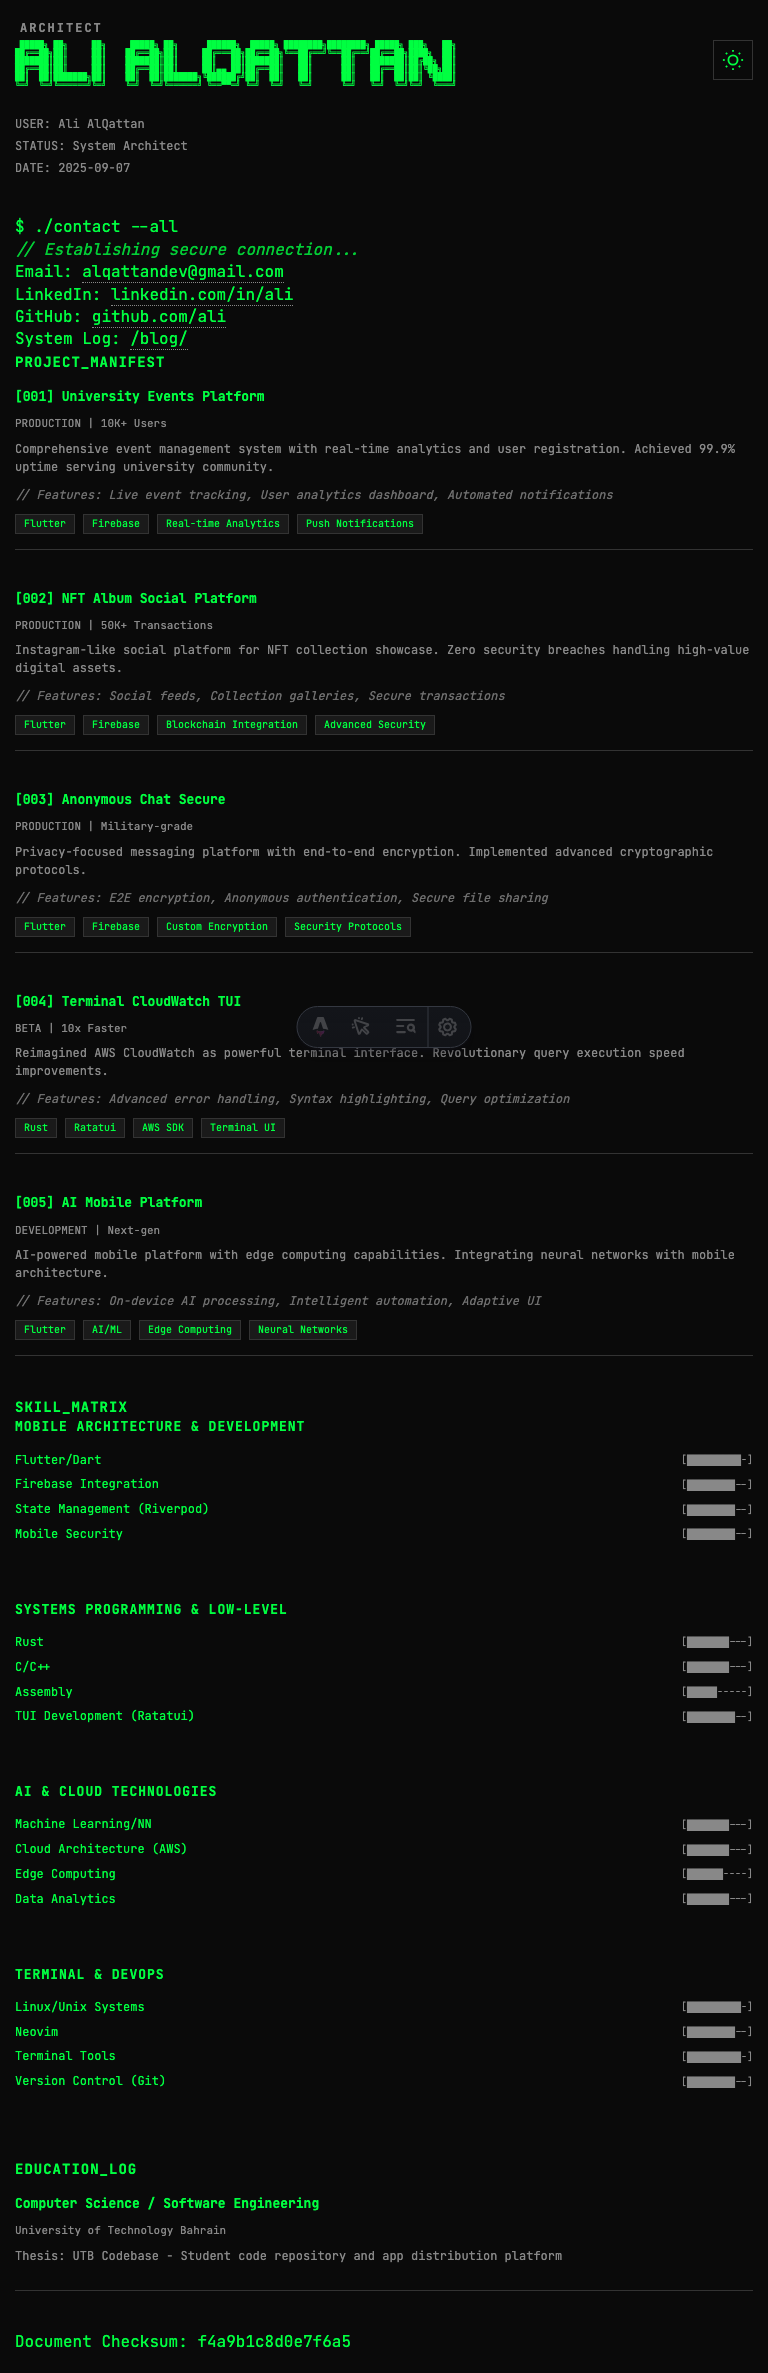 ARCHITECT
ALI ALQATTAN
USER: Ali AlQattan
STATUS: System Architect
DATE: 2025-09-07
$ ./contact --all
// Establishing secure connection...
Email: alqattandev@gmail.com
LinkedIn: linkedin.com/in/ali
GitHub: github.com/ali
System Log: /blog/
PROJECT_MANIFEST
[001] University Events Platform
PRODUCTION | 10K+ Users
Comprehensive event management system with real-time analytics and user registration. Achieved 99.9%
uptime serving university community.
// Features: Live event tracking, User analytics dashboard, Automated notifications
Flutter Firebase Real-time Analytics Push Notifications
[002] NFT Album Social Platform
PRODUCTION | 50K+ Transactions
Instagram-like social platform for NFT collection showcase. Zero security breaches handling high-value
digital assets.
// Features: Social feeds, Collection galleries, Secure transactions
Flutter Firebase Blockchain Integration Advanced Security
[003] Anonymous Chat Secure
PRODUCTION | Military-grade
Privacy-focused messaging platform with end-to-end encryption. Implemented advanced cryptographic
protocols.
// Features: E2E encryption, Anonymous authentication, Secure file sharing
Flutter Firebase Custom Encryption Security Protocols
[004] Terminal CloudWatch TUI
BETA | 10x Faster
Reimagined AWS CloudWatch as powerful terminal interface. Revolutionary query execution speed
improvements.
// Features: Advanced error handling, Syntax highlighting, Query optimization
Rust Ratatui AWS SDK Terminal UI
[005] AI Mobile Platform
DEVELOPMENT | Next-gen
AI-powered mobile platform with edge computing capabilities. Integrating neural networks with mobile
architecture.
// Features: On-device AI processing, Intelligent automation, Adaptive UI
Flutter AI/ML Edge Computing Neural Networks
SKILL_MATRIX
MOBILE ARCHITECTURE & DEVELOPMENT
Flutter/Dart [█████████-]
Firebase Integration [████████--]
State Management (Riverpod) [████████--]
Mobile Security [████████--]
SYSTEMS PROGRAMMING & LOW-LEVEL
Rust [███████---]
C/C++ [███████---]
Assembly [█████-----]
TUI Development (Ratatui) [████████--]
AI & CLOUD TECHNOLOGIES
Machine Learning/NN [███████---]
Cloud Architecture (AWS) [███████---]
Edge Computing [██████----]
Data Analytics [███████---]
TERMINAL & DEVOPS
Linux/Unix Systems [█████████-]
Neovim [████████--]
Terminal Tools [█████████-]
Version Control (Git) [████████--]
EDUCATION_LOG
Computer Science / Software Engineering
University of Technology Bahrain
Thesis: UTB Codebase - Student code repository and app distribution platform
Document Checksum: f4a9b1c8d0e7f6a5